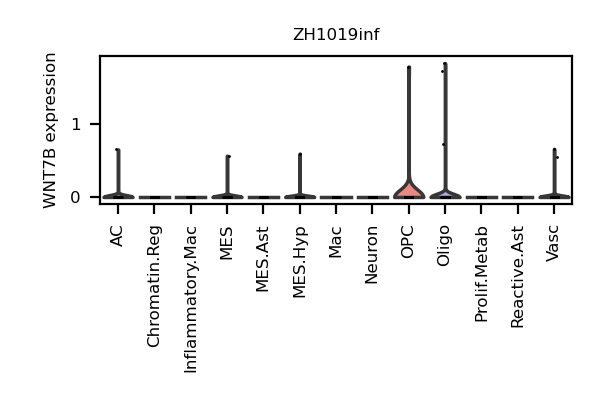 ZH1019inf
WNT7B expression
1
0
AC
Chromatin.Reg
Inflammatory.Mac
MES
MES.Ast
MES.Hyp
Mac
Neuron
OPC
Oligo
Prolif.Metab
Reactive.Ast
Vasc